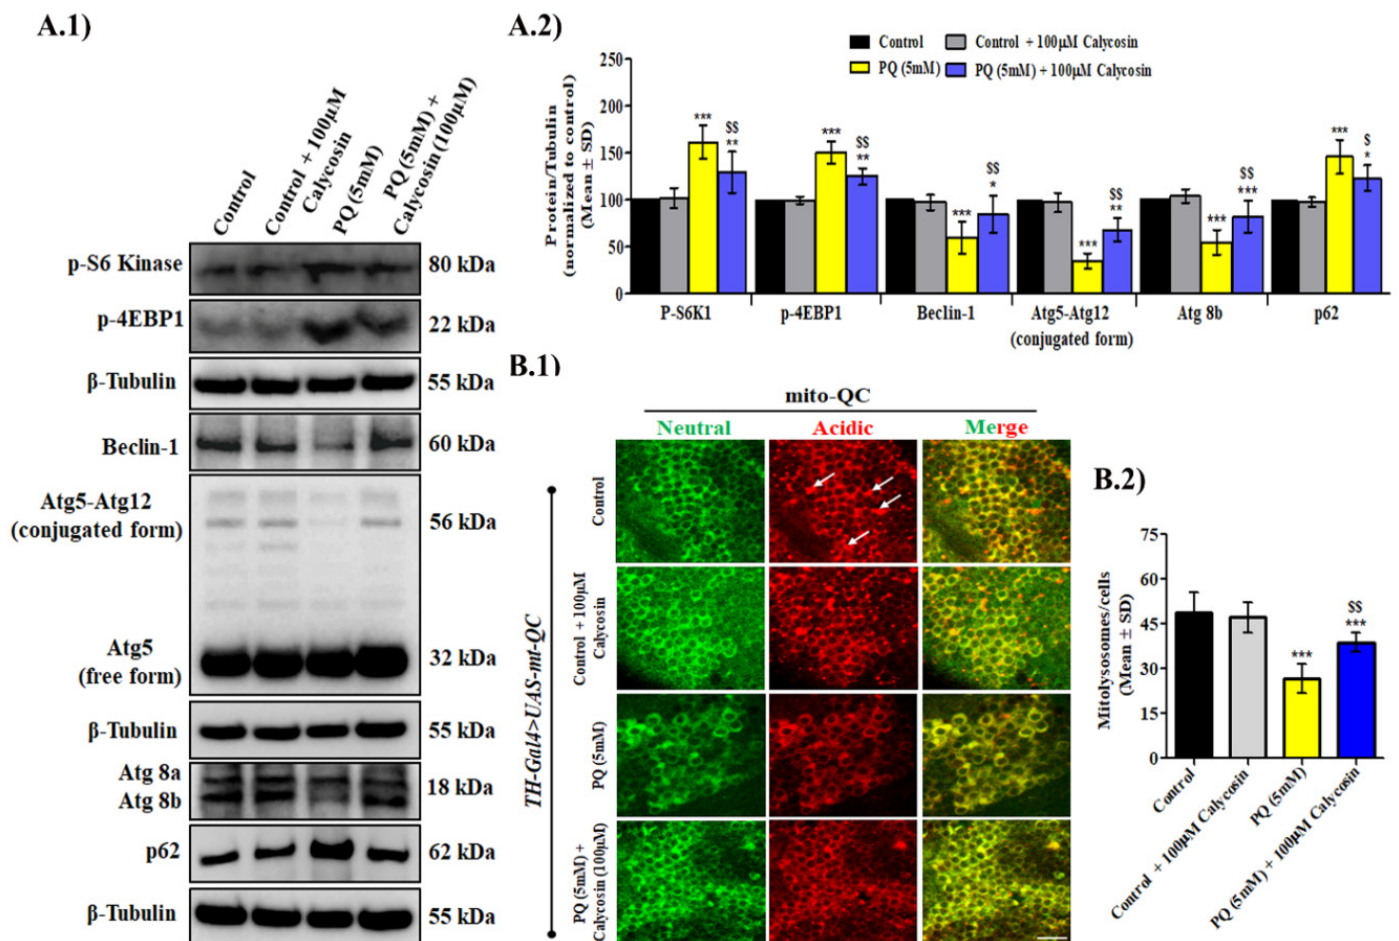 A.1)
Control
Control + 100µM
Calycosin
PQ (5mM)
PQ (5mM) +
Calycosin (100µM)
p-S6 Kinase
80 kDa
p-4EBP1
22 kDa
β-Tubulin
55 kDa
Beclin-1
60 kDa
Atg5-Atg12
(conjugated form)
56 kDa
Atg5
(free form)
32 kDa
β-Tubulin
55 kDa
Atg 8a
Atg 8b
18 kDa
p62
62 kDa
β-Tubulin
55 kDa
A.2)
Control
Control + 100µM Calycosin
PQ (5mM)
PQ (5mM) + 100µM Calycosin
Protein/Tubulin
(normalized to control)
(Mean ± SD)
250
200
150
100
50
0
***
$$
**
***
$$
**
***
$$
*
***
$$
**
***
$$
***
***
$
*
P-S6K1
p-4EBP1
Beclin-1
Atg5-Atg12
(conjugated form)
Atg 8b
p62
B.1)
mito-QC
Neutral
Acidic
Merge
TH-Gal4>UAS-mt-QC
Control
Control + 100µM
Calycosin
PQ (5mM)
PQ (5mM) +
Calycosin (100µM)
B.2)
Mitolysosomes/cells
(Mean ± SD)
75
60
45
30
15
0
***
$$
***
Control
Control + 100µM Calycosin
PQ (5mM)
PQ (5mM) + 100µM Calycosin